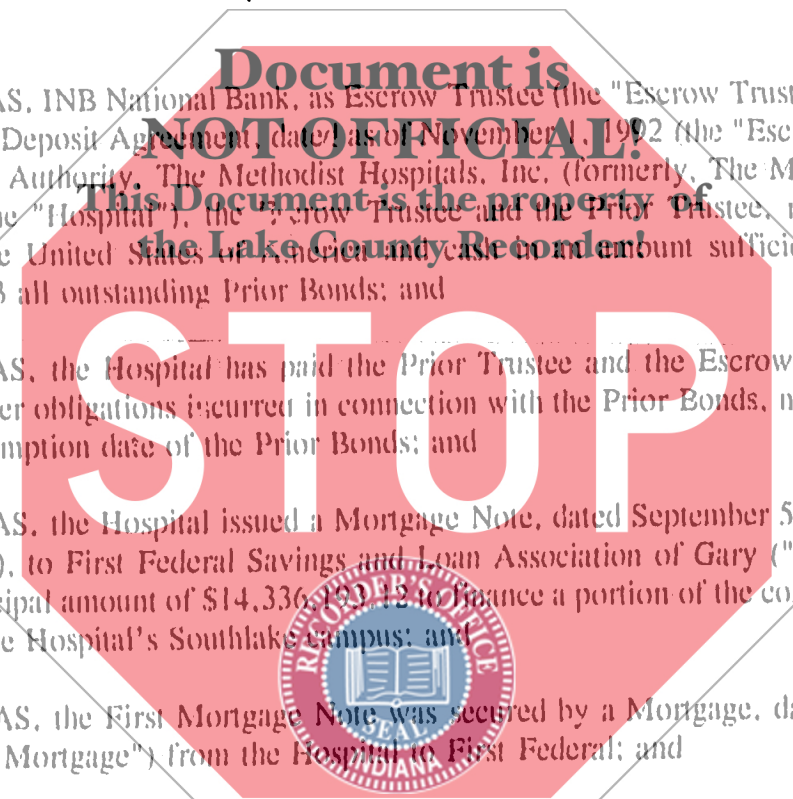 Document is
AS, INB National Bank, as Escrow Trustee (the "Escrow Trust
Deposit Agreement, dated as of November 1, 1992 (the "Esc
NOT OFFICIAL!
Authority, The Methodist Hospitals, Inc. (formerly, The M
This Document is the property of
e "Hospital"), the Escrow Trustee and the Prior Trustee,
the Lake County Recorder!
e United States of America and cash in an amount suffici
all outstanding Prior Bonds; and
STOP
AS, the Hospital has paid the Prior Trustee and the Escrow
er obligations incurred in connection with the Prior Bonds,
mption date of the Prior Bonds; and
AS, the Hospital issued a Mortgage Note, dated September 5
), to First Federal Savings and Loan Association of Gary ("
ipal amount of $14,336,193.12 to finance a portion of the co
e Hospital's Southlake campus; and
RECORDER'S OFFICE
SEAL
INDIANA
AS, the First Mortgage Note was secured by a Mortgage, da
Mortgage") from the Hospital to First Federal; and